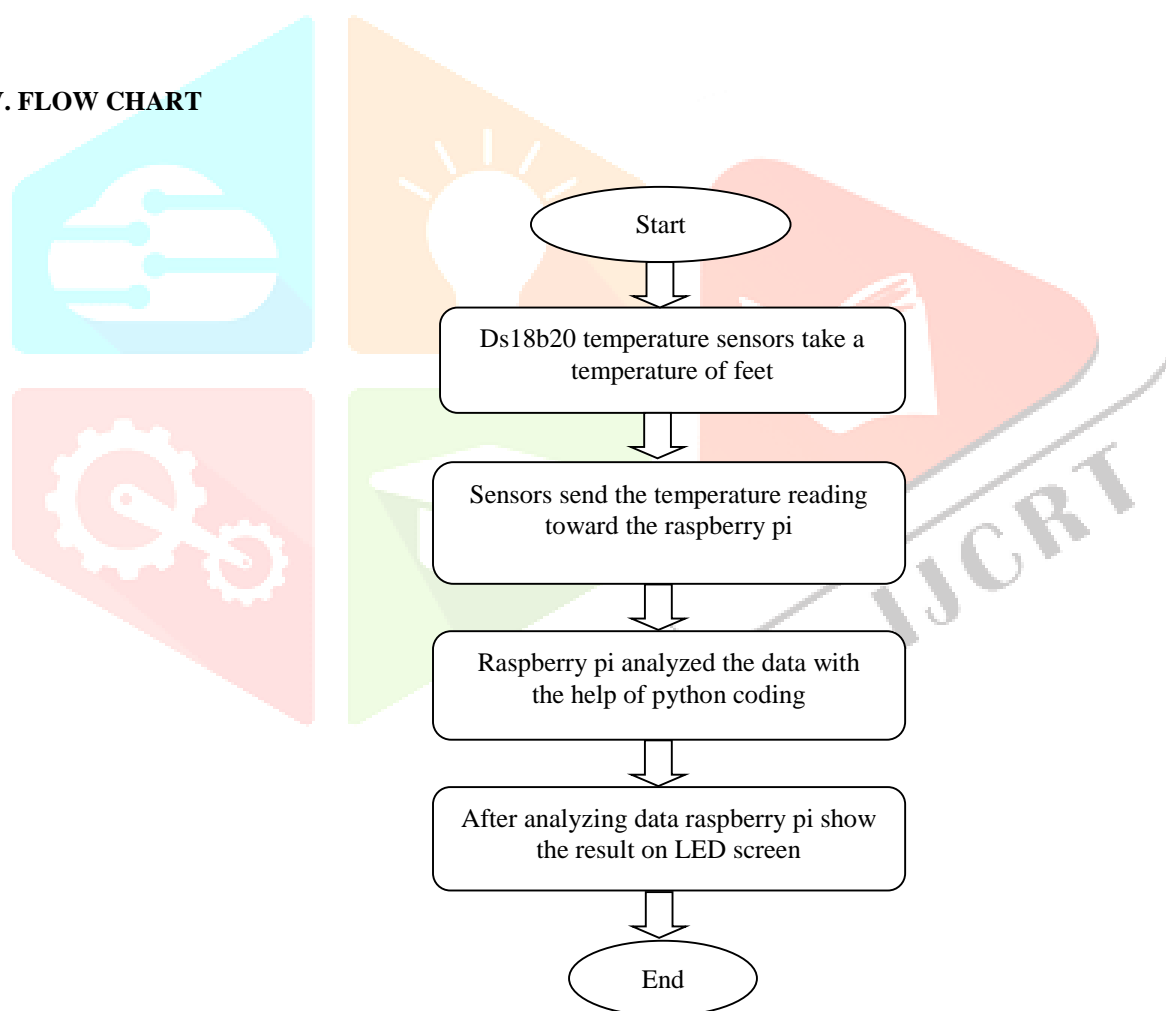 . FLOW CHART
Start
Ds18b20 temperature sensors take a
temperature of feet
Sensors send the temperature reading
toward the raspberry pi
IJCRT
Raspberry pi analyzed the data with
the help of python coding
After analyzing data raspberry pi show
the result on LED screen
End